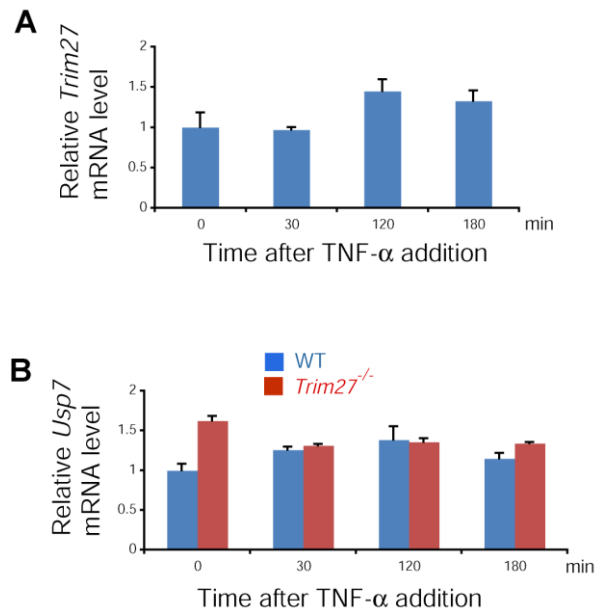 A
Relative Trim27
mRNA level
2
1.5
1
0.5
0
0 30 120 180 min
Time after TNF-α addition
B
WT
Trim27-/-
Relative Usp7
mRNA level
2
1.5
1
0.5
0
0 30 120 180 min
Time after TNF-α addition